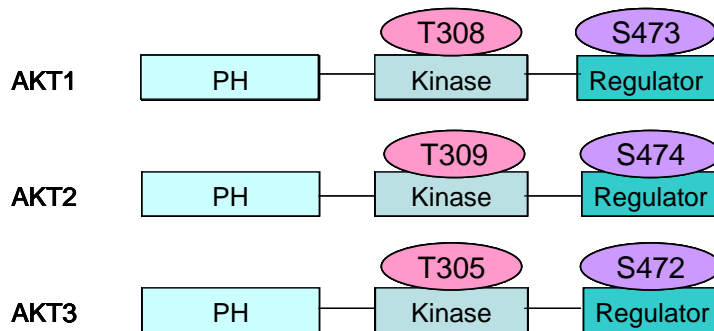 T308 S473
AKT1 PH Kinase Regulator
T309 S474
AKT2 PH Kinase Regulator
T305 S472
AKT3 PH Kinase Regulator